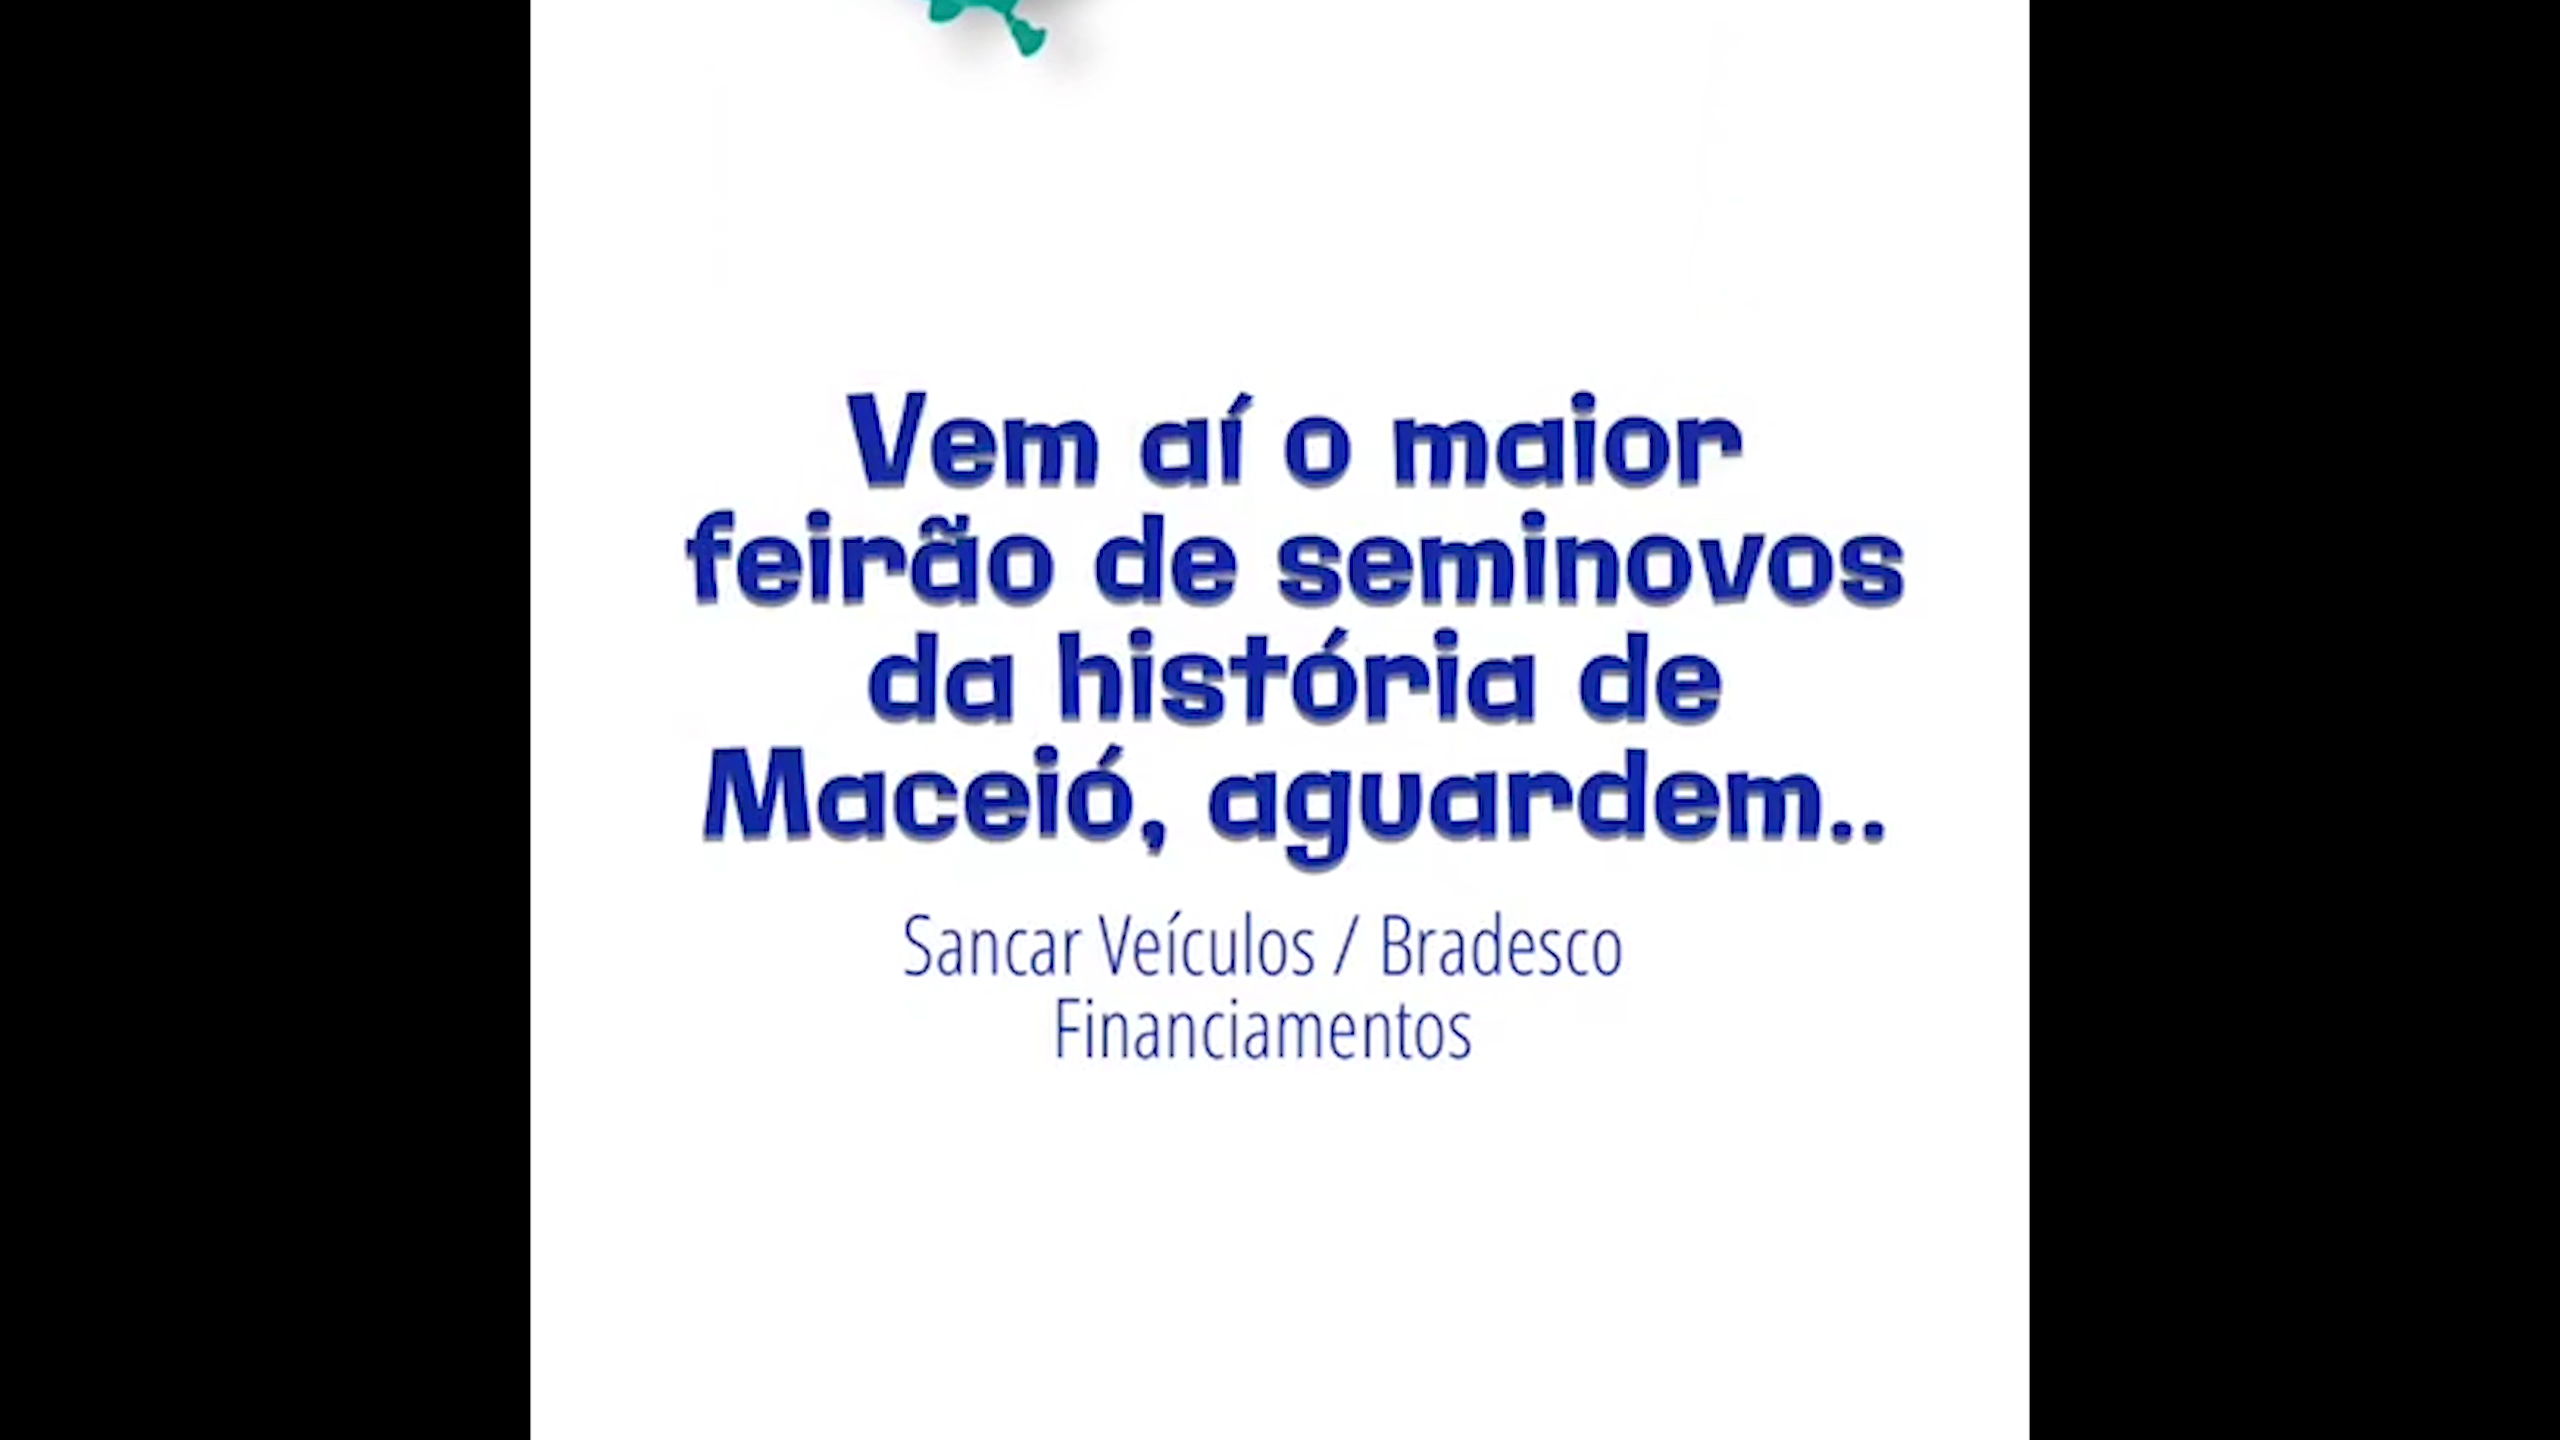 Vem aí o maior
feirão de seminovos
da história de
Maceió, aguardem..
Sancar Veículos / Bradesco
Financiamentos